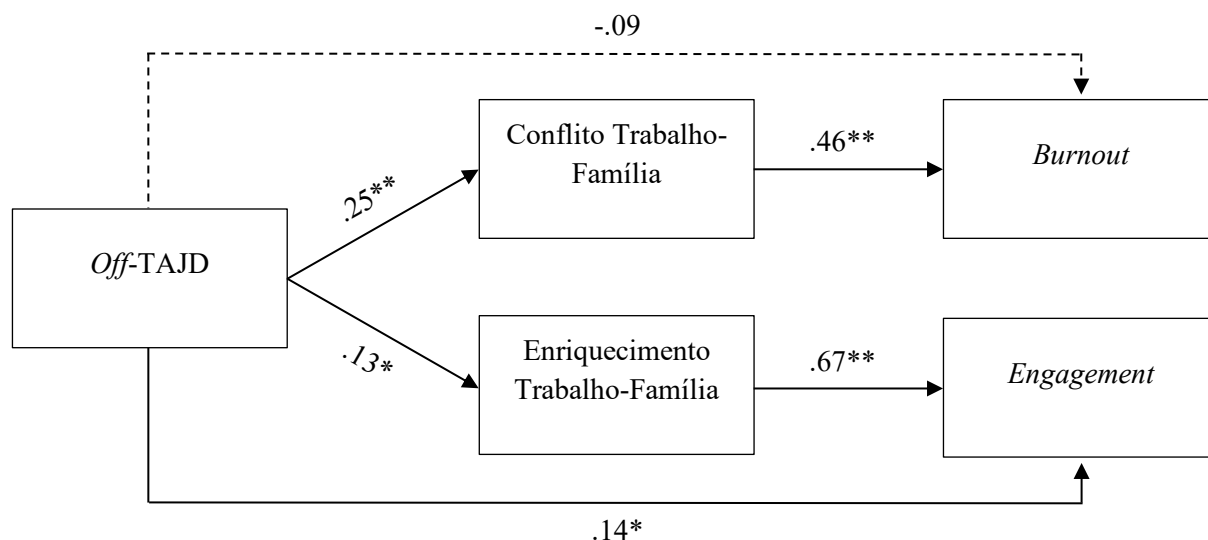 -.09
Conflito Trabalho-
Família
.46**
Burnout
.25**
Off-TAJD
.13*
Enriquecimento
Trabalho-Família
.67**
Engagement
.14*